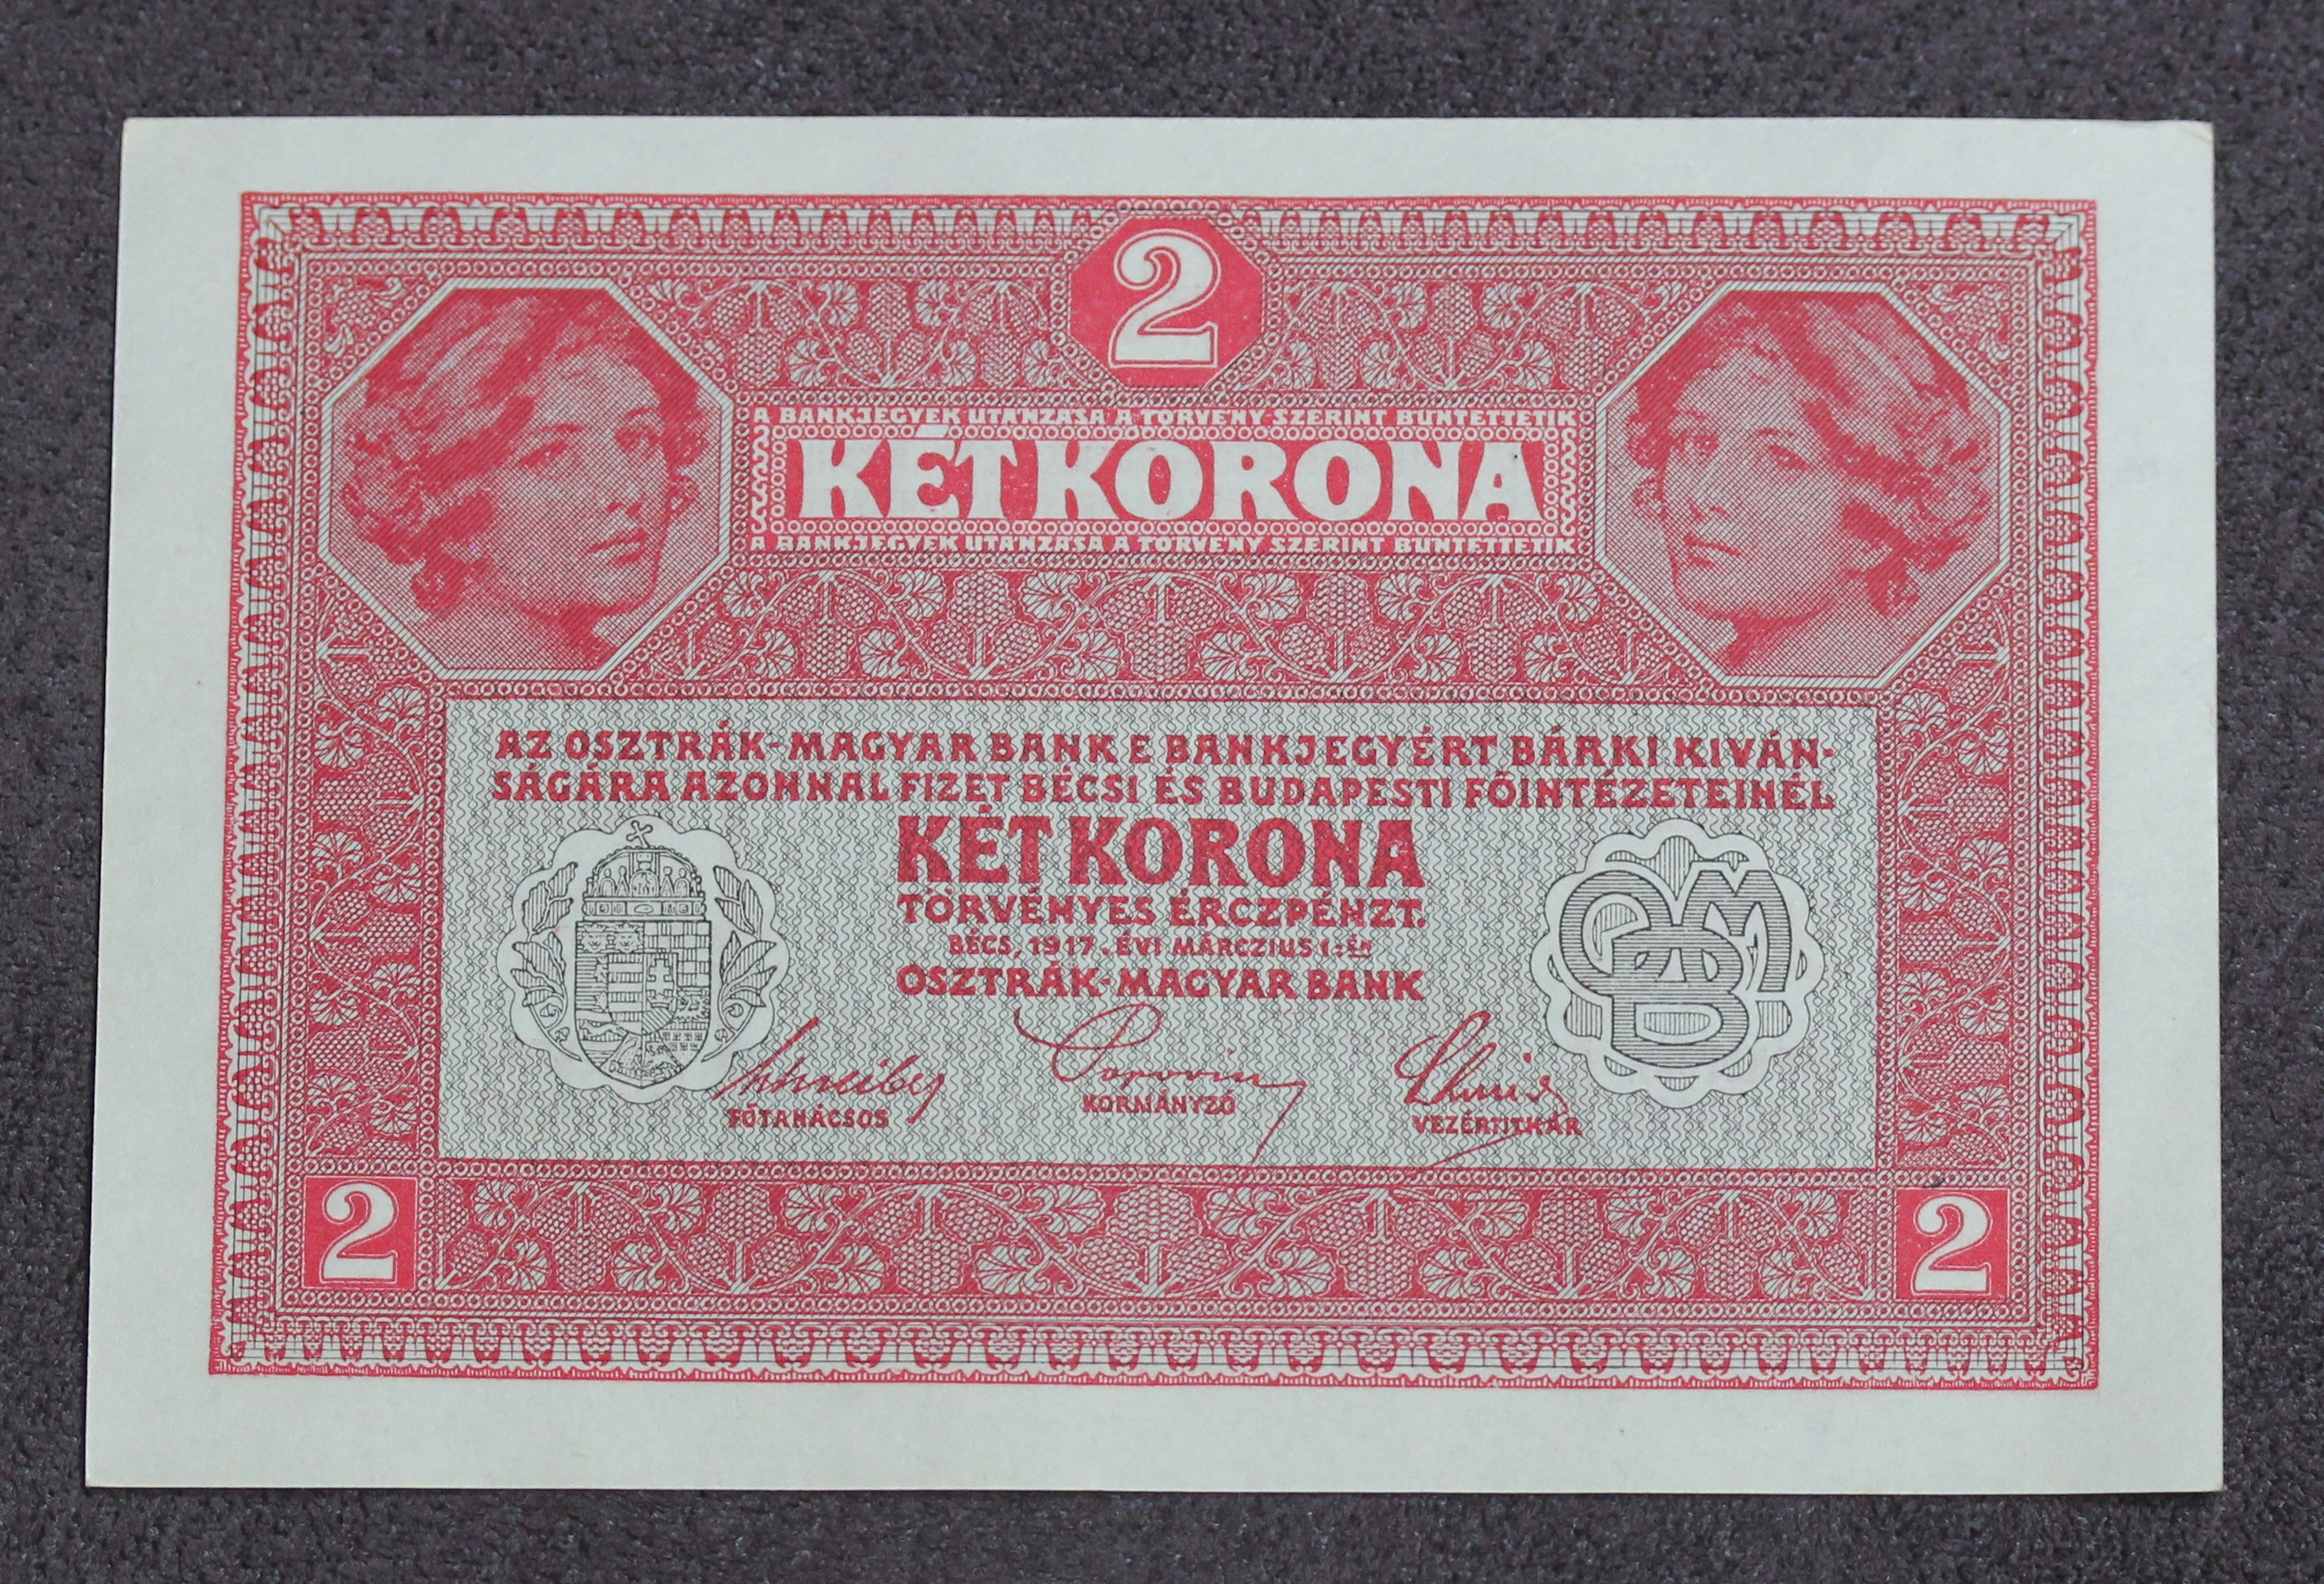 2
A BANKJEGYEK UTÁNZÁSA A TÖRVÉNY SZERINT BÜNTETTETIK
KÉT KORONA
A BANKJEGYEK UTÁNZÁSA A TÖRVÉNY SZERINT BÜNTETTETIK
AZ OSZTRÁK-MAGYAR BANK E BANKJEGYÉRT BÁRKI KIVÁN-
SÁGÁRA AZONNAL FIZET BÉCSI ÉS BUDAPESTI FŐINTÉZETEINÉL
KÉT KORONA
TÖRVÉNYES ÉRCZPÉNZT.
BÉCS, 1917. ÉVI MÁRCZIUS 1-ÉN
OSZTRÁK-MAGYAR BANK
FŐTANÁCSOS
KORMÁNYZÓ
VEZÉRTITKÁR
2
2